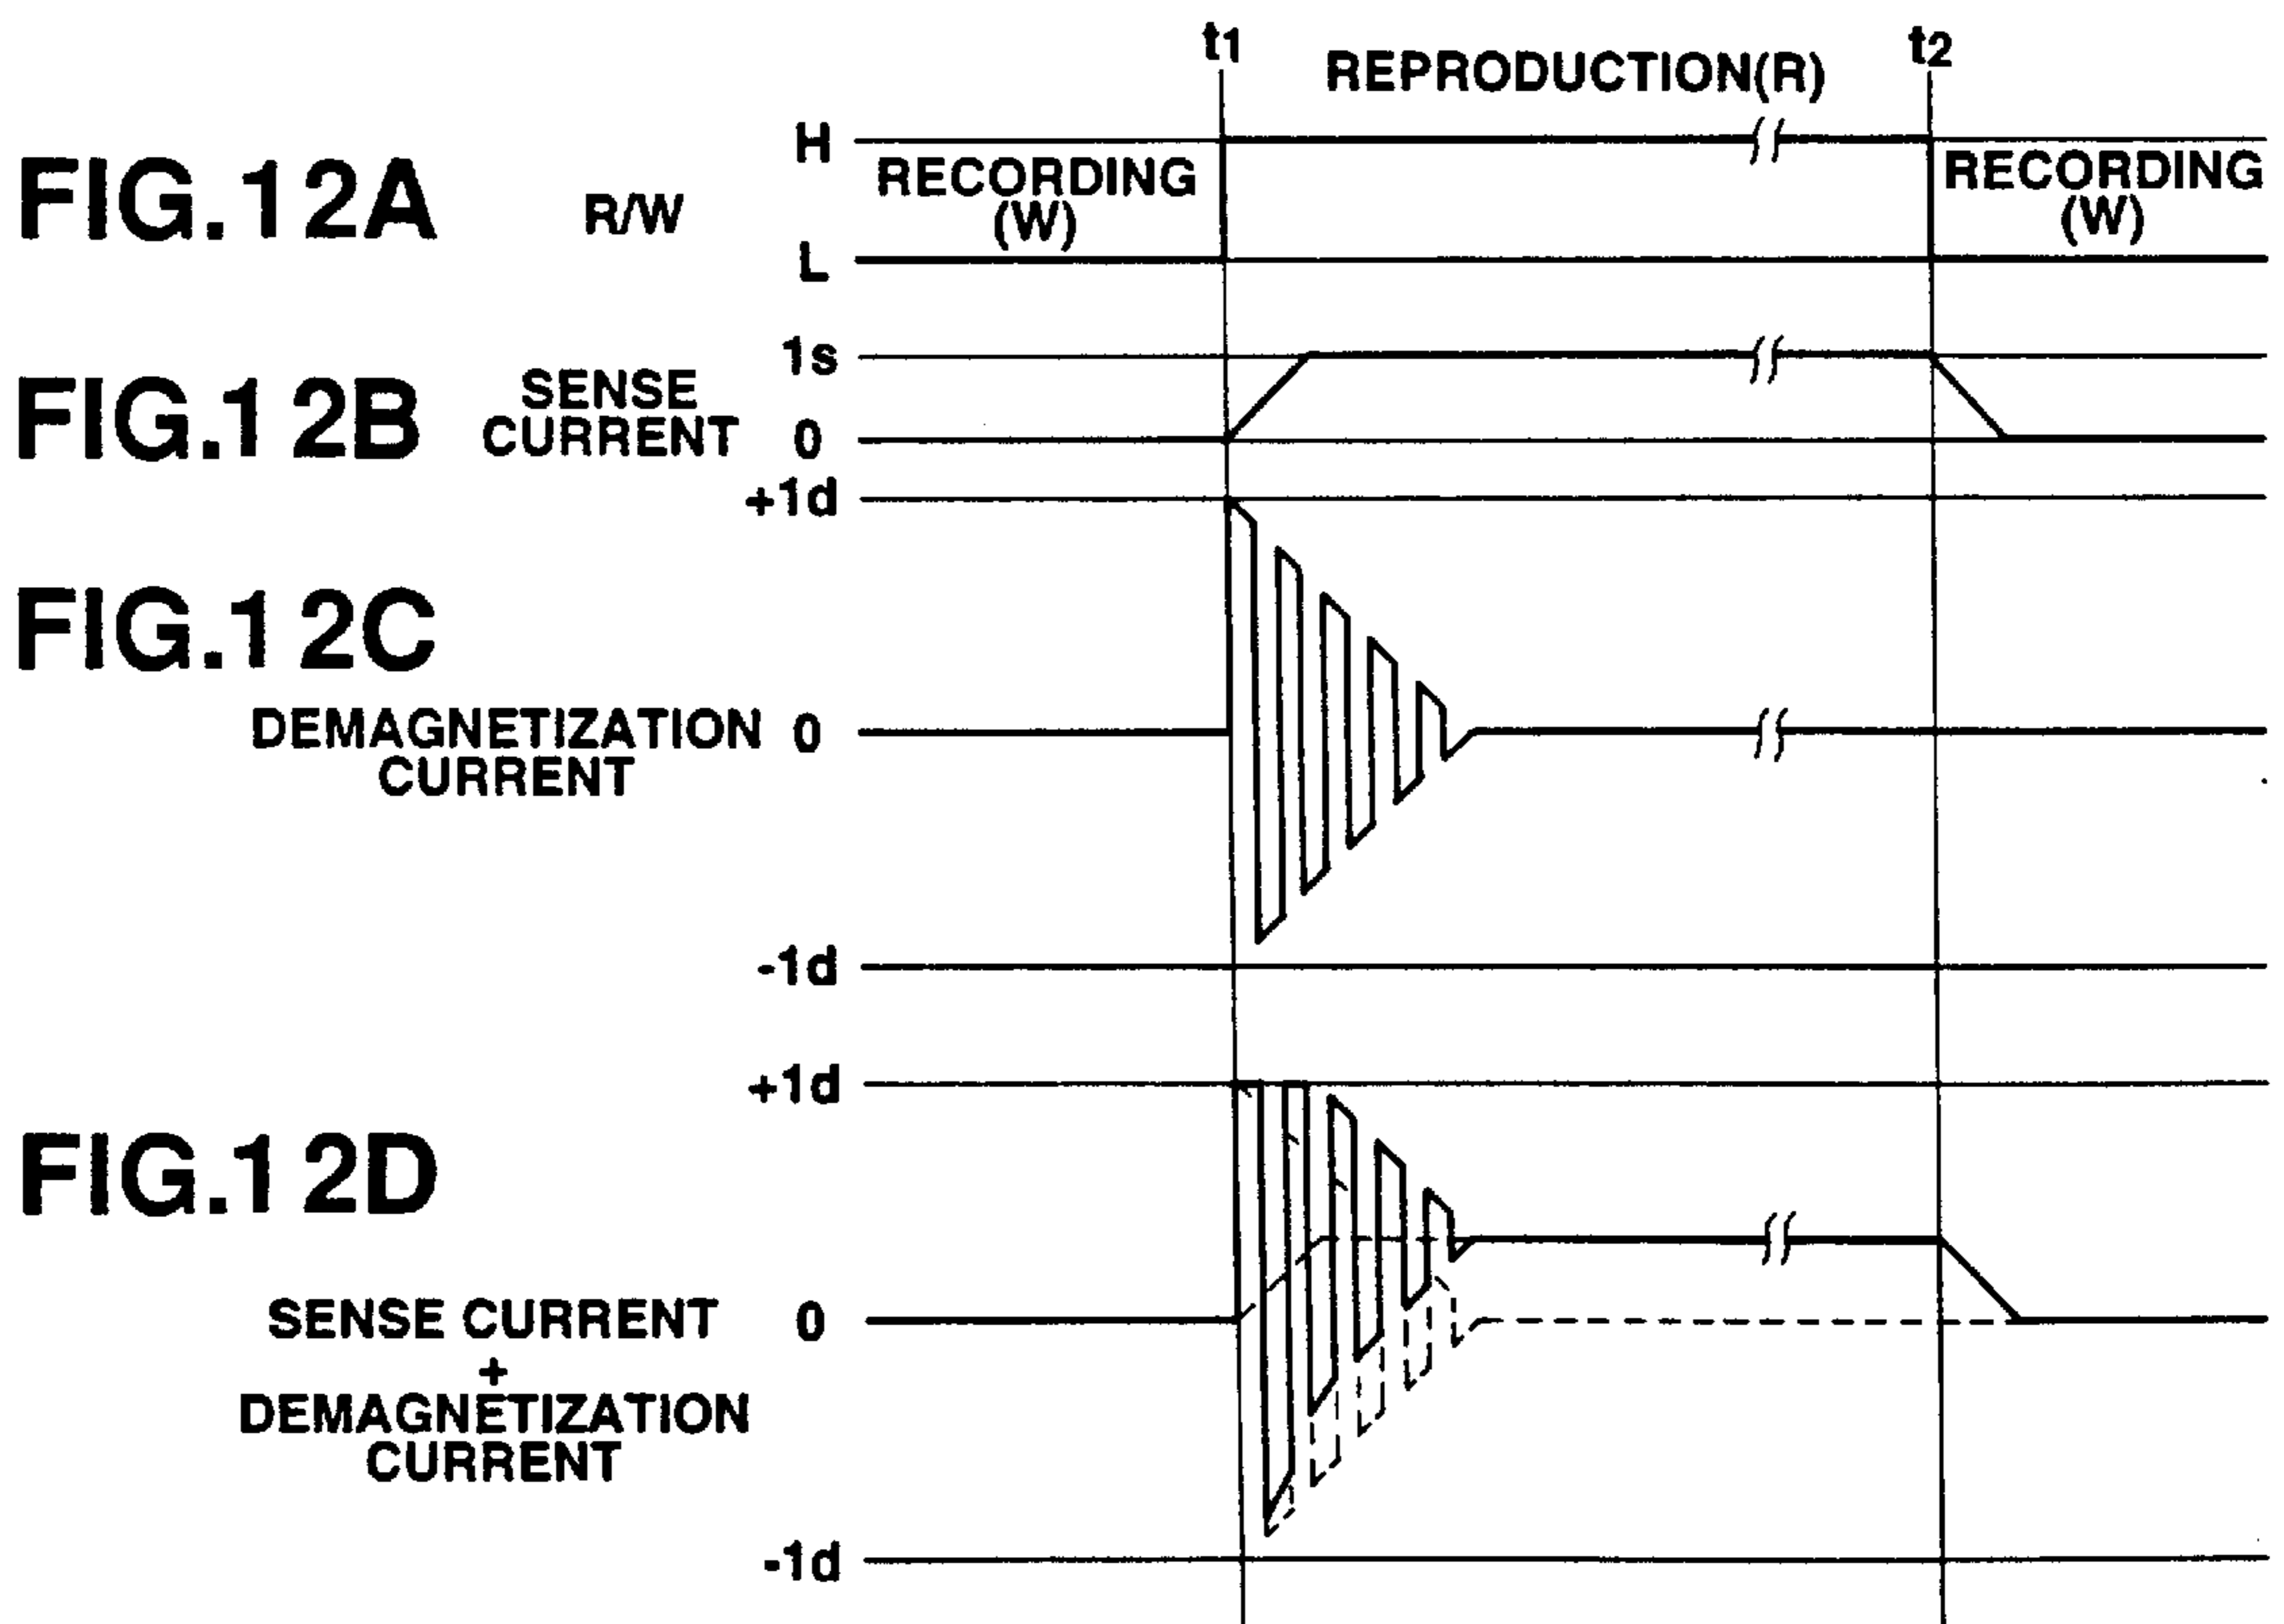 t1
REPRODUCTION(R)
t2
FIG.12A
R/W
H
RECORDING
(W)
L
RECORDING
(W)
FIG.12B
SENSE
CURRENT
1s
0
FIG.12C
DEMAGNETIZATION
CURRENT
+1d
0
-1d
FIG.12D
SENSE CURRENT
+
DEMAGNETIZATION
CURRENT
+1d
0
-1d